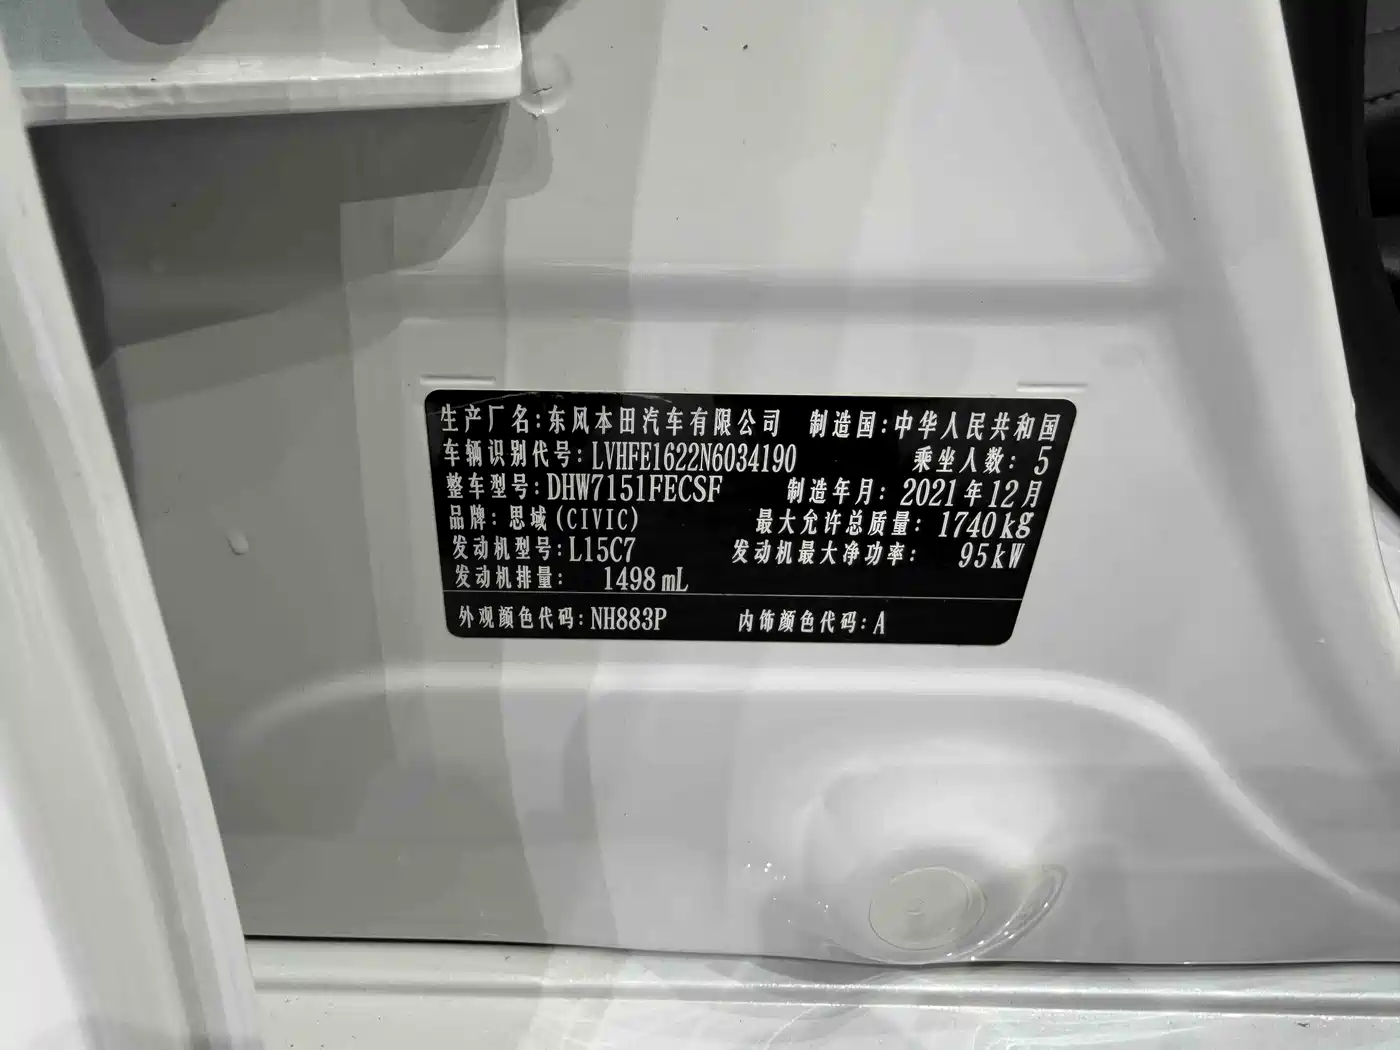 生产厂名:东风本田汽车有限公司 制造国:中华人民共和国
车辆识别代号:LVHFE1622N6034190 乘坐人数: 5
整车型号:DHW7151FECSF 制造年月: 2021年12月
品牌: 思域(CIVIC) 最大允许总质量: 1740kg
发动机型号:L15C7 发动机最大净功率: 95kW
发动机排量: 1498mL
外观颜色代码:NH883P 内饰颜色代码:A